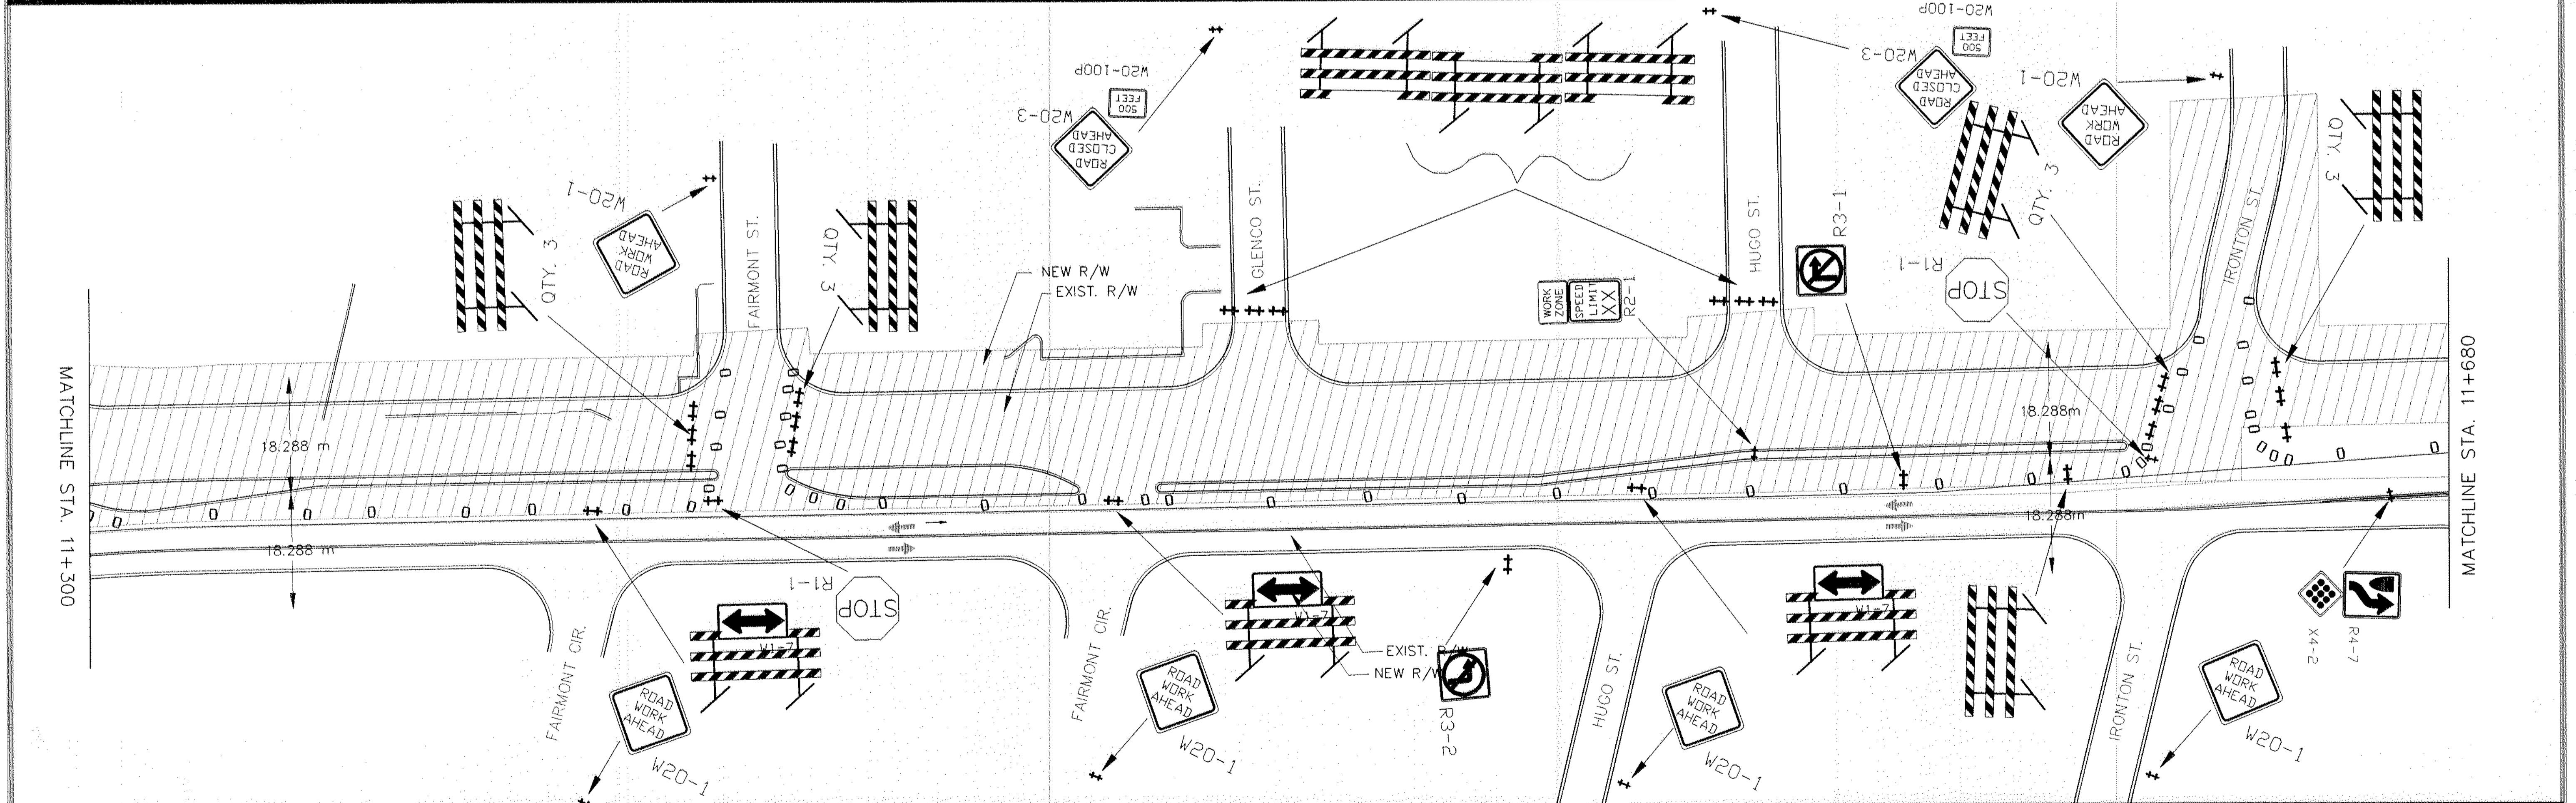 W20-100P
500
FEET
W20-3
ROAD
CLOSED
AHEAD
W20-100P
500
FEET
W20-3
ROAD
CLOSED
AHEAD
W20-1
ROAD
WORK
AHEAD
W20-1
ROAD
WORK
AHEAD
QTY. 3
QTY. 3
QTY. 3
QTY. 3
FAIRMONT ST.
GLENCO ST.
HUGO ST.
IRONTON ST.
NEW R/W
EXIST. R/W
WORK
ZONE
SPEED
LIMIT
XX
R2-1
R3-1
R1-1
STOP
MATCHLINE STA. 11+300
MATCHLINE STA. 11+680
18.288 m
18.288 m
18.288m
18.288m
R1-1
STOP
W1-7
W1-7
W1-7
EXIST. R/W
NEW R/W
R3-2
X4-2
R4-7
FAIRMONT CIR.
FAIRMONT CIR.
HUGO ST.
IRONTON ST.
ROAD
WORK
AHEAD
W20-1
ROAD
WORK
AHEAD
W20-1
ROAD
WORK
AHEAD
W20-1
ROAD
WORK
AHEAD
W20-1